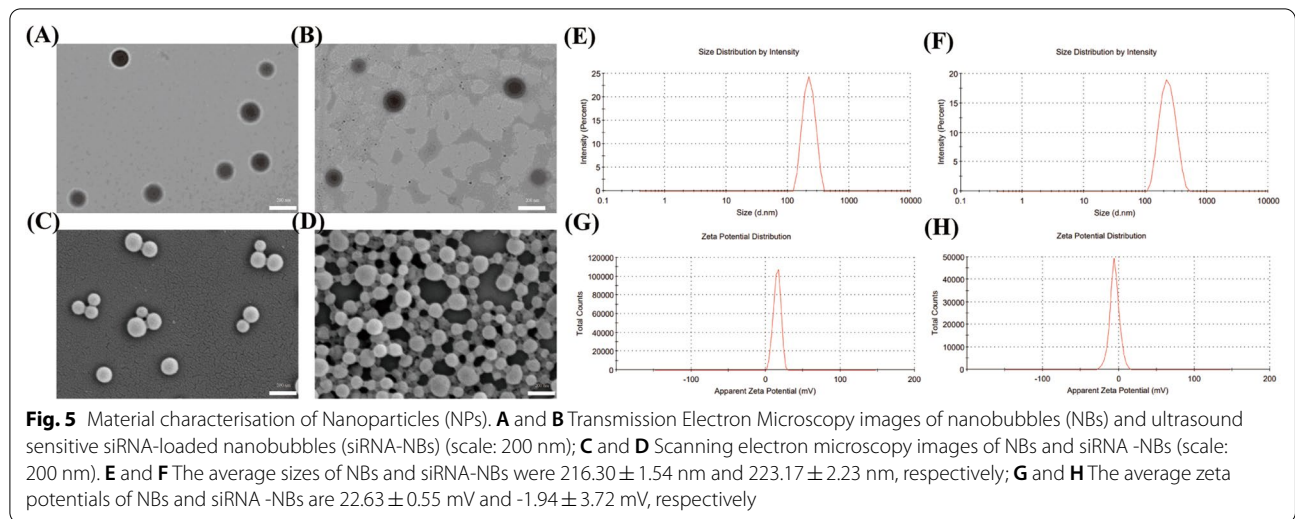 (A)
(B)
200 nm
(C)
(D)
200 nm
(E)
Size Distribution by Intensity
Intensity (Percent)
25
20
15
10
5
0
0.1 1 10 100 1000 10000
Size (d.nm)
(F)
Size Distribution by Intensity
Intensity (Percent)
20
15
10
5
0
0.1 1 10 100 1000 10000
Size (d.nm)
(G)
Zeta Potential Distribution
Total Counts
120000
100000
80000
60000
40000
20000
0
-100 0 100 200
Apparent Zeta Potential (mV)
(H)
Zeta Potential Distribution
Total Counts
50000
40000
30000
20000
10000
0
-100 0 100 200
Apparent Zeta Potential (mV)
Fig. 5 Material characterisation of Nanoparticles (NPs). A and B Transmission Electron Microscopy images of nanobubbles (NBs) and ultrasound
sensitive siRNA-loaded nanobubbles (siRNA-NBs) (scale: 200 nm); C and D Scanning electron microscopy images of NBs and siRNA -NBs (scale:
200 nm). E and F The average sizes of NBs and siRNA-NBs were 216.30 ± 1.54 nm and 223.17 ± 2.23 nm, respectively; G and H The average zeta
potentials of NBs and siRNA -NBs are 22.63 ± 0.55 mV and -1.94 ± 3.72 mV, respectively